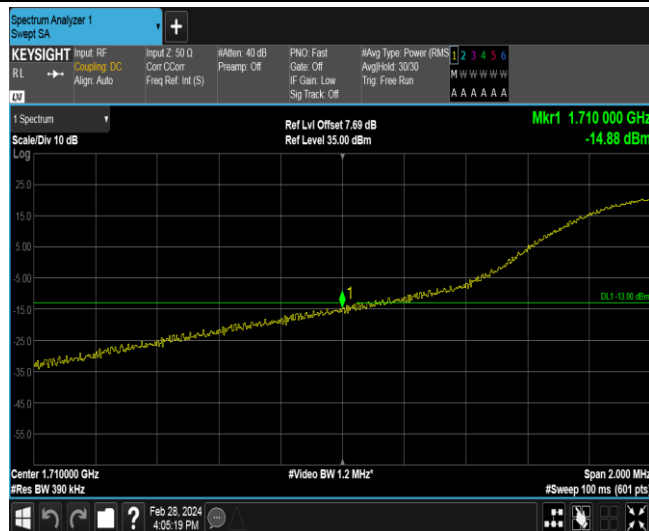 Spectrum Analyzer 1
Swept SA
+
KEYSIGHT
RL
LXI
Input: RF
Coupling: DC
Align: Auto
Input Z: 50 Ω
Corr CCorr
Freq Ref: Int (S)
#Atten: 40 dB
Preamp: Off
PNO: Fast
Gate: Off
IF Gain: Low
Sig Track: Off
#Avg Type: Power (RMS
Avg|Hold: 30/30
Trig: Free Run
1 2 3 4 5 6
M W W W W W
A A A A A A
1 Spectrum
Scale/Div 10 dB
Log
Ref Lvl Offset 7.69 dB
Ref Level 35.00 dBm
Mkr1 1.710 000 GHz
-14.88 dBm
25.0
15.0
5.00
-5.00
1
DL1 -13.00 dBm
-15.0
-25.0
-35.0
-45.0
-55.0
Center 1.710000 GHz
#Res BW 390 kHz
#Video BW 1.2 MHz*
Span 2.000 MHz
#Sweep 100 ms (601 pts)
?
Feb 28, 2024
4:05:19 PM